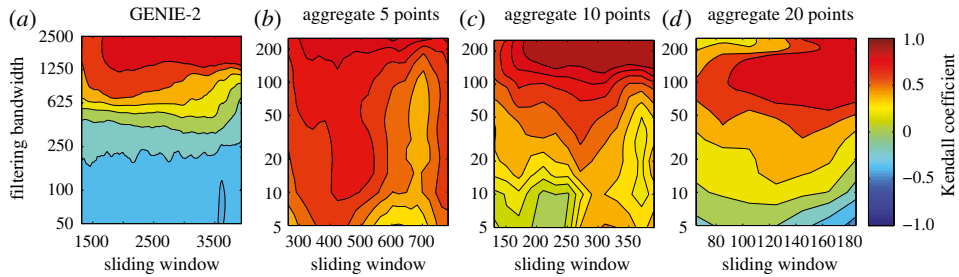 (a) GENIE-2
(b) aggregate 5 points
(c) aggregate 10 points
(d) aggregate 20 points
filtering bandwidth
2500
1250
625
250
100
50
1500 2500 3500
sliding window
200
100
50
20
10
5
300 400 500 600 700
sliding window
200
100
50
20
10
5
150 200 250 300 350
sliding window
200
100
50
20
10
5
80 100 120 140 160 180
sliding window
1.0
0.5
0
−0.5
−1.0
Kendall coefficient